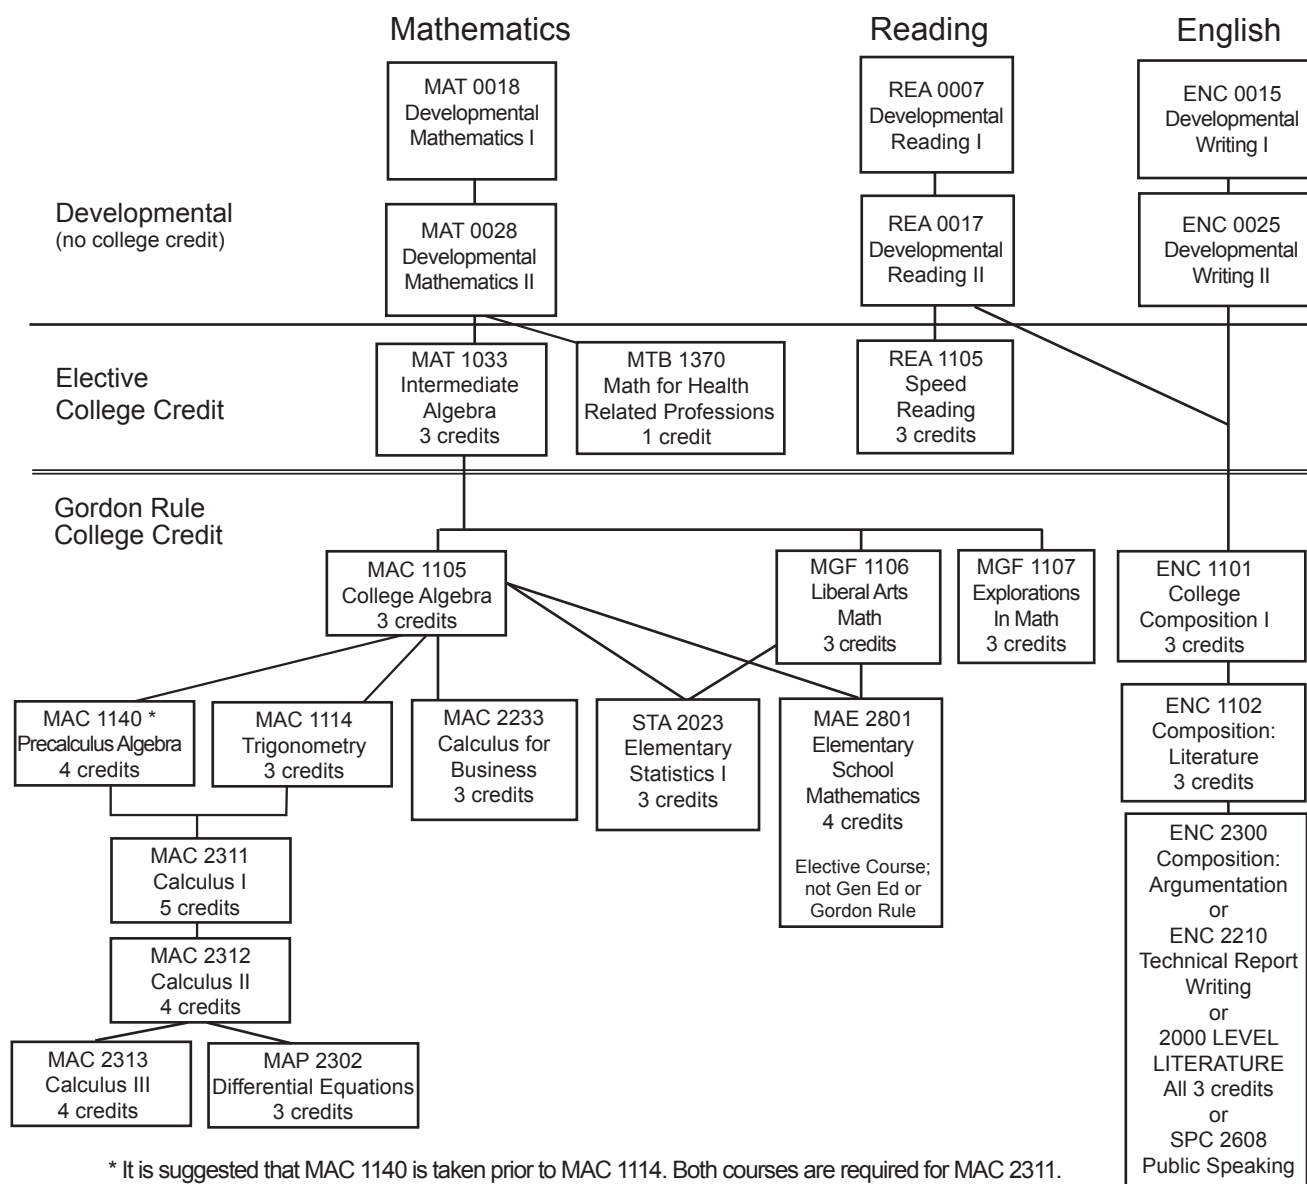 Mathematics
Reading
English
MAT 0018
Developmental
Mathematics I
REA 0007
Developmental
Reading I
ENC 0015
Developmental
Writing I
Developmental
(no college credit)
MAT 0028
Developmental
Mathematics II
REA 0017
Developmental
Reading II
ENC 0025
Developmental
Writing II
Elective
College Credit
MAT 1033
Intermediate
Algebra
3 credits
MTB 1370
Math for Health
Related Professions
1 credit
REA 1105
Speed
Reading
3 credits
Gordon Rule
College Credit
MAC 1105
College Algebra
3 credits
MGF 1106
Liberal Arts
Math
3 credits
MGF 1107
Explorations
In Math
3 credits
ENC 1101
College
Composition I
3 credits
MAC 1140 *
Precalculus Algebra
4 credits
MAC 1114
Trigonometry
3 credits
MAC 2233
Calculus for
Business
3 credits
STA 2023
Elementary
Statistics I
3 credits
MAE 2801
Elementary
School
Mathematics
4 credits
Elective Course;
not Gen Ed or
Gordon Rule
ENC 1102
Composition:
Literature
3 credits
MAC 2311
Calculus I
5 credits
MAC 2312
Calculus II
4 credits
MAC 2313
Calculus III
4 credits
MAP 2302
Differential Equations
3 credits
ENC 2300
Composition:
Argumentation
or
ENC 2210
Technical Report
Writing
or
2000 LEVEL
LITERATURE
All 3 credits
or
SPC 2608
Public Speaking
* It is suggested that MAC 1140 is taken prior to MAC 1114. Both courses are required for MAC 2311.